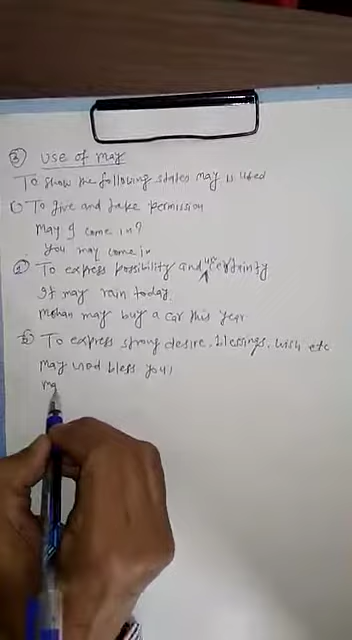 ③ Use of may
To show the following states may is used
① To give and take permission
May I come in?
You may come in
② To express possibility and uncertainty
It may rain today.
Mohan may buy a car this year
③ To express strong desire, blessings, wish etc
May God bless you!
Ma